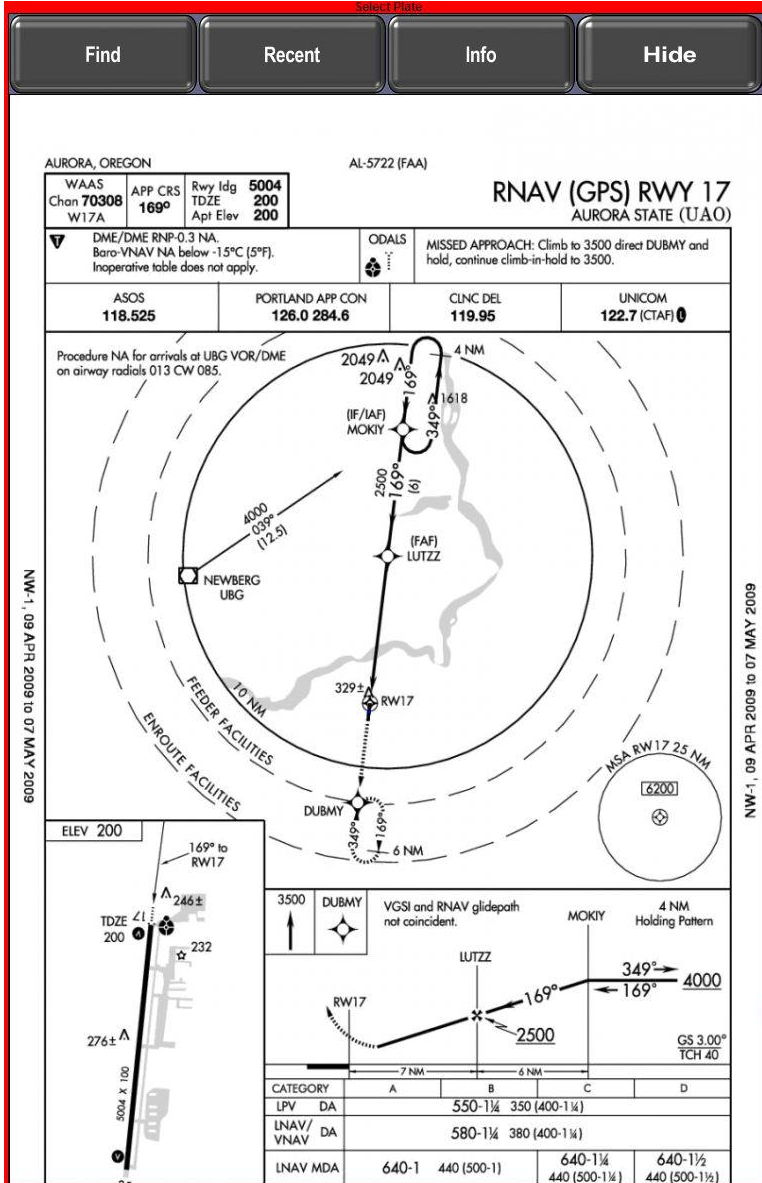 Select Plate
Find Recent Info Hide
AURORA, OREGON AL-5722 (FAA)
RNAV (GPS) RWY 17
AURORA STATE (UAO)
WAAS
Chan 70308
W17A
APP CRS
169°
Rwy ldg 5004
TDZE 200
Apt Elev 200
T
DME/DME RNP-0.3 NA.
Baro-VNAV NA below -15°C (5°F).
Inoperative table does not apply.
ODALS
MISSED APPROACH: Climb to 3500 direct DUBMY and
hold, continue climb-in-hold to 3500.
ASOS
118.525
PORTLAND APP CON
126.0 284.6
CLNC DEL
119.95
UNICOM
122.7 (CTAF) L
Procedure NA for arrivals at UBG VOR/DME
on airway radials 013 CW 085.
2049
2049
4 NM
169°
349°
1618
(IF/IAF)
MOKIY
2500
169°
(6)
4000
039°
(12.5)
(FAF)
LUTZZ
NEWBERG
UBG
329±
RW17
10 NM
FEEDER FACILITIES
ENROUTE FACILITIES
DUBMY
349°
169°
6 NM
MSA RW17 25 NM
6200
NW-1, 09 APR 2009 to 07 MAY 2009
NW-1, 09 APR 2009 to 07 MAY 2009
ELEV 200
169° to
RW17
246±
17
TDZE
200
V
232
276±
5004 X 100
V
3500
DUBMY
VGSI and RNAV glidepath
not coincident.
MOKIY
4 NM
Holding Pattern
LUTZZ
349°
169°
4000
169°
RW17
2500
GS 3.00°
TCH 40
7 NM
6 NM
CATEGORY A B C D
LPV DA 550-1¼ 350 (400-1¼)
LNAV/
VNAV DA 580-1¼ 380 (400-1¼)
LNAV MDA 640-1 440 (500-1)
640-1¼
440 (500-1¼)
640-1½
440 (500-1½)